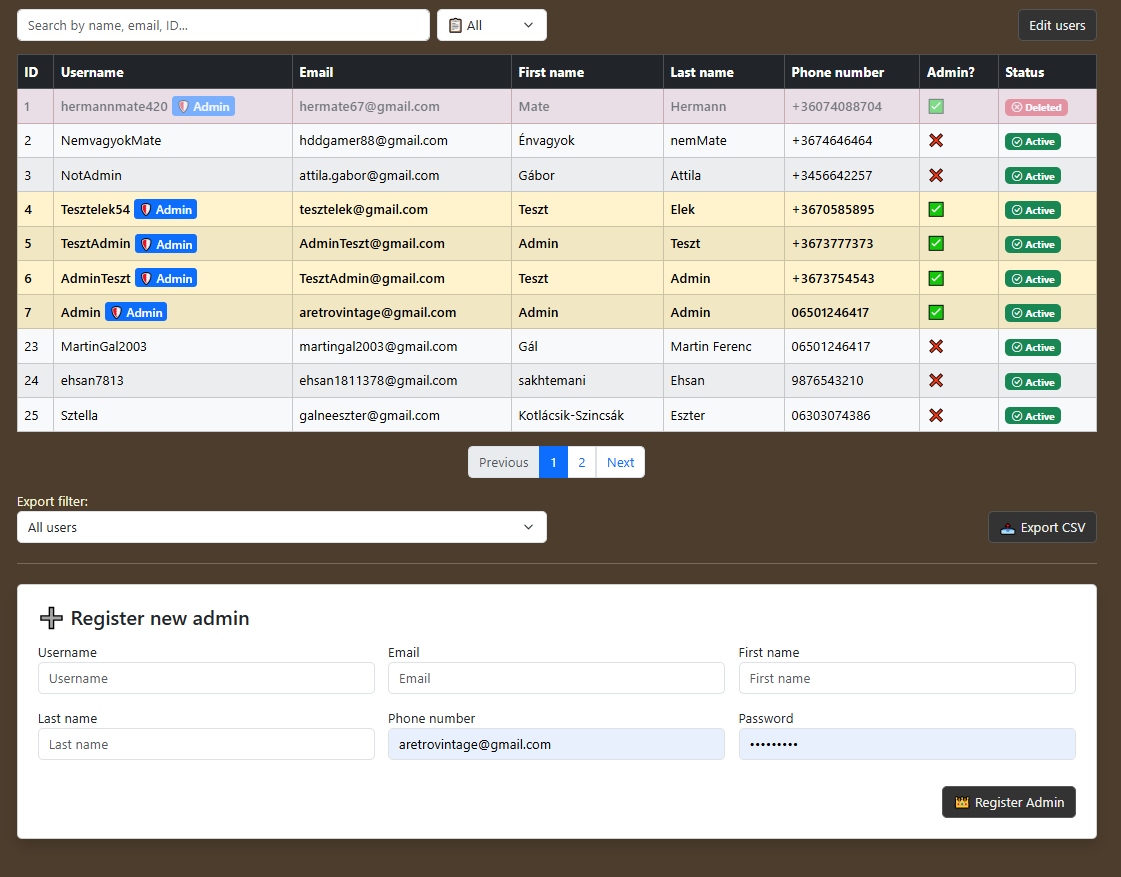 Search by name, email, ID... All Edit users
ID Username Email First name Last name Phone number Admin? Status
1 hermannmate420 Admin hermate67@gmail.com Mate Hermann +36074088704 Deleted
2 NemvagyokMate hddgamer88@gmail.com Énvagyok nemMate +3674646464 Active
3 NotAdmin attila.gabor@gmail.com Gábor Attila +3456642257 Active
4 Tesztelek54 Admin tesztelek@gmail.com Teszt Elek +3670585895 Active
5 TesztAdmin Admin AdminTeszt@gmail.com Admin Teszt +3673777373 Active
6 AdminTeszt Admin TesztAdmin@gmail.com Teszt Admin +3673754543 Active
7 Admin Admin aretrovintage@gmail.com Admin Admin 06501246417 Active
23 MartinGal2003 martingal2003@gmail.com Gál Martin Ferenc 06501246417 Active
24 ehsan7813 ehsan1811378@gmail.com sakhtemani Ehsan 9876543210 Active
25 Sztella galneeszter@gmail.com Kotlácsik-Szincsák Eszter 06303074386 Active
Previous 1 2 Next
Export filter:
All users Export CSV
Register new admin
Username Email First name
Username Email First name
Last name Phone number Password
Last name aretrovintage@gmail.com •••••••••
Register Admin